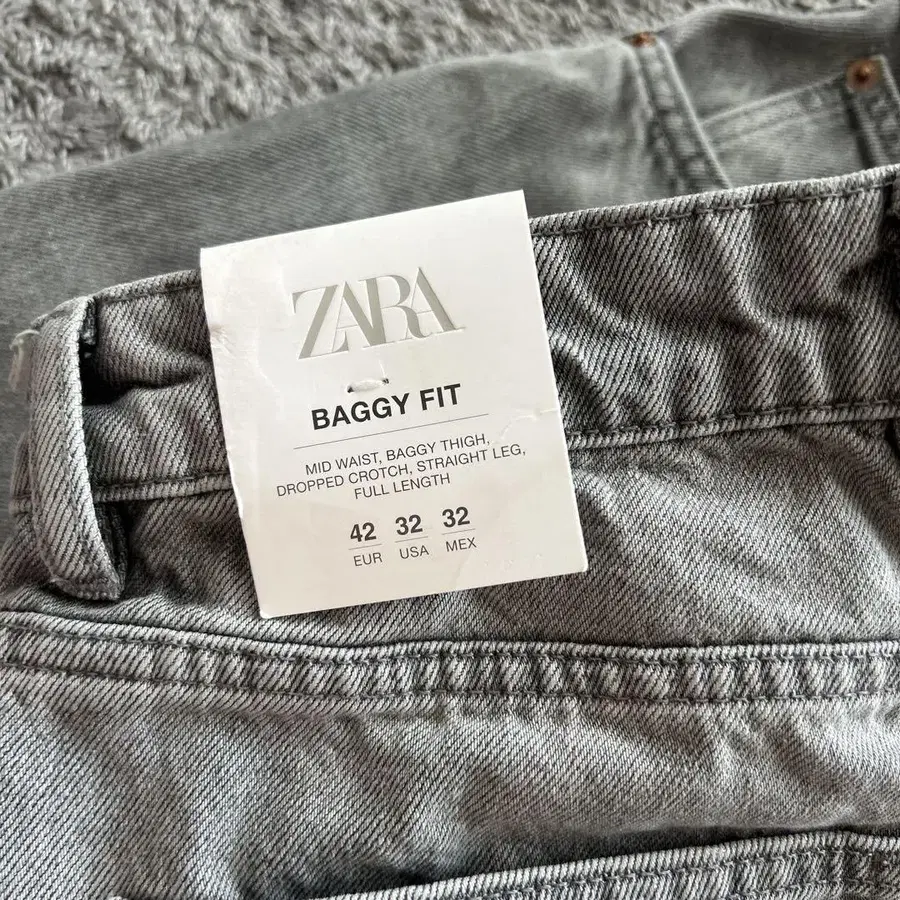 ZARA
BAGGY FIT
MID WAIST, BAGGY THIGH,
DROPPED CROTCH, STRAIGHT LEG,
FULL LENGTH
42 32 32
EUR USA MEX